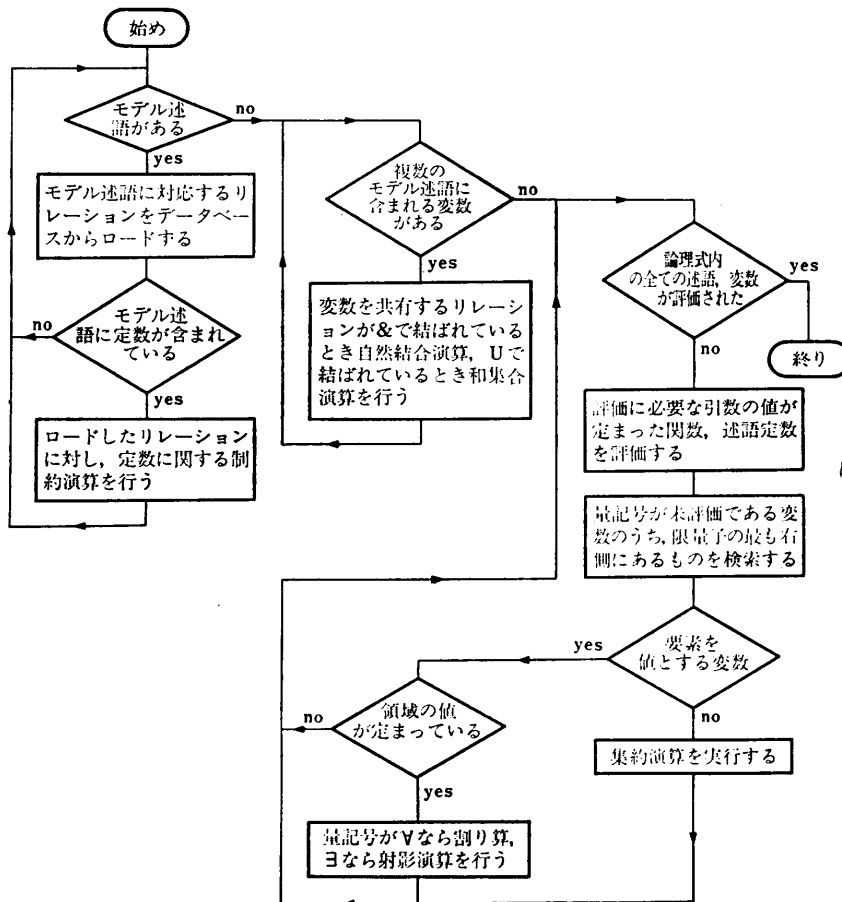 始め
モデル述
語がある
no
yes
モデル述語に対応するリ
レーションをデータベー
スからロードする
モデル述
語に定数が含まれ
ている
no
yes
ロードしたリレーション
に対し，定数に関する制
約演算を行う
複数の
モデル述語に
含まれる変数
がある
no
yes
変数を共有するリレーショ
ンが&で結ばれている
とき自然結合演算，Uで
結ばれているとき和集合
演算を行う
論理式内
の全ての述語，変数
が評価された
yes
終り
no
評価に必要な引数の値が
定まった関数，述語定数
を評価する
量記号が未評価である変
数のうち，限量子の最も右
側にあるものを検索する
要素を
値とする変数
yes
no
集約演算を実行する
領域の値
が定まっている
no
yes
量記号が∀なら割り算，
∃なら射影演算を行う